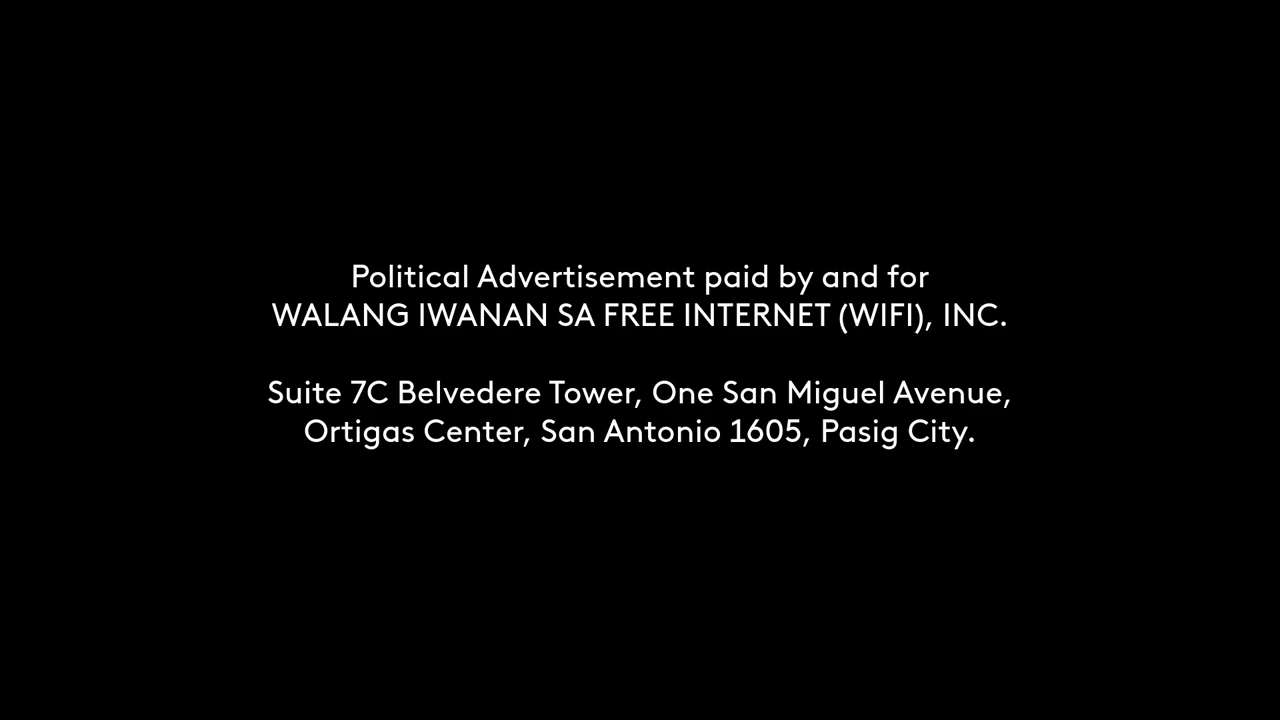 Political Advertisement paid by and for
WALANG IWANAN SA FREE INTERNET (WIFI), INC.
Suite 7C Belvedere Tower, One San Miguel Avenue,
Ortigas Center, San Antonio 1605, Pasig City.